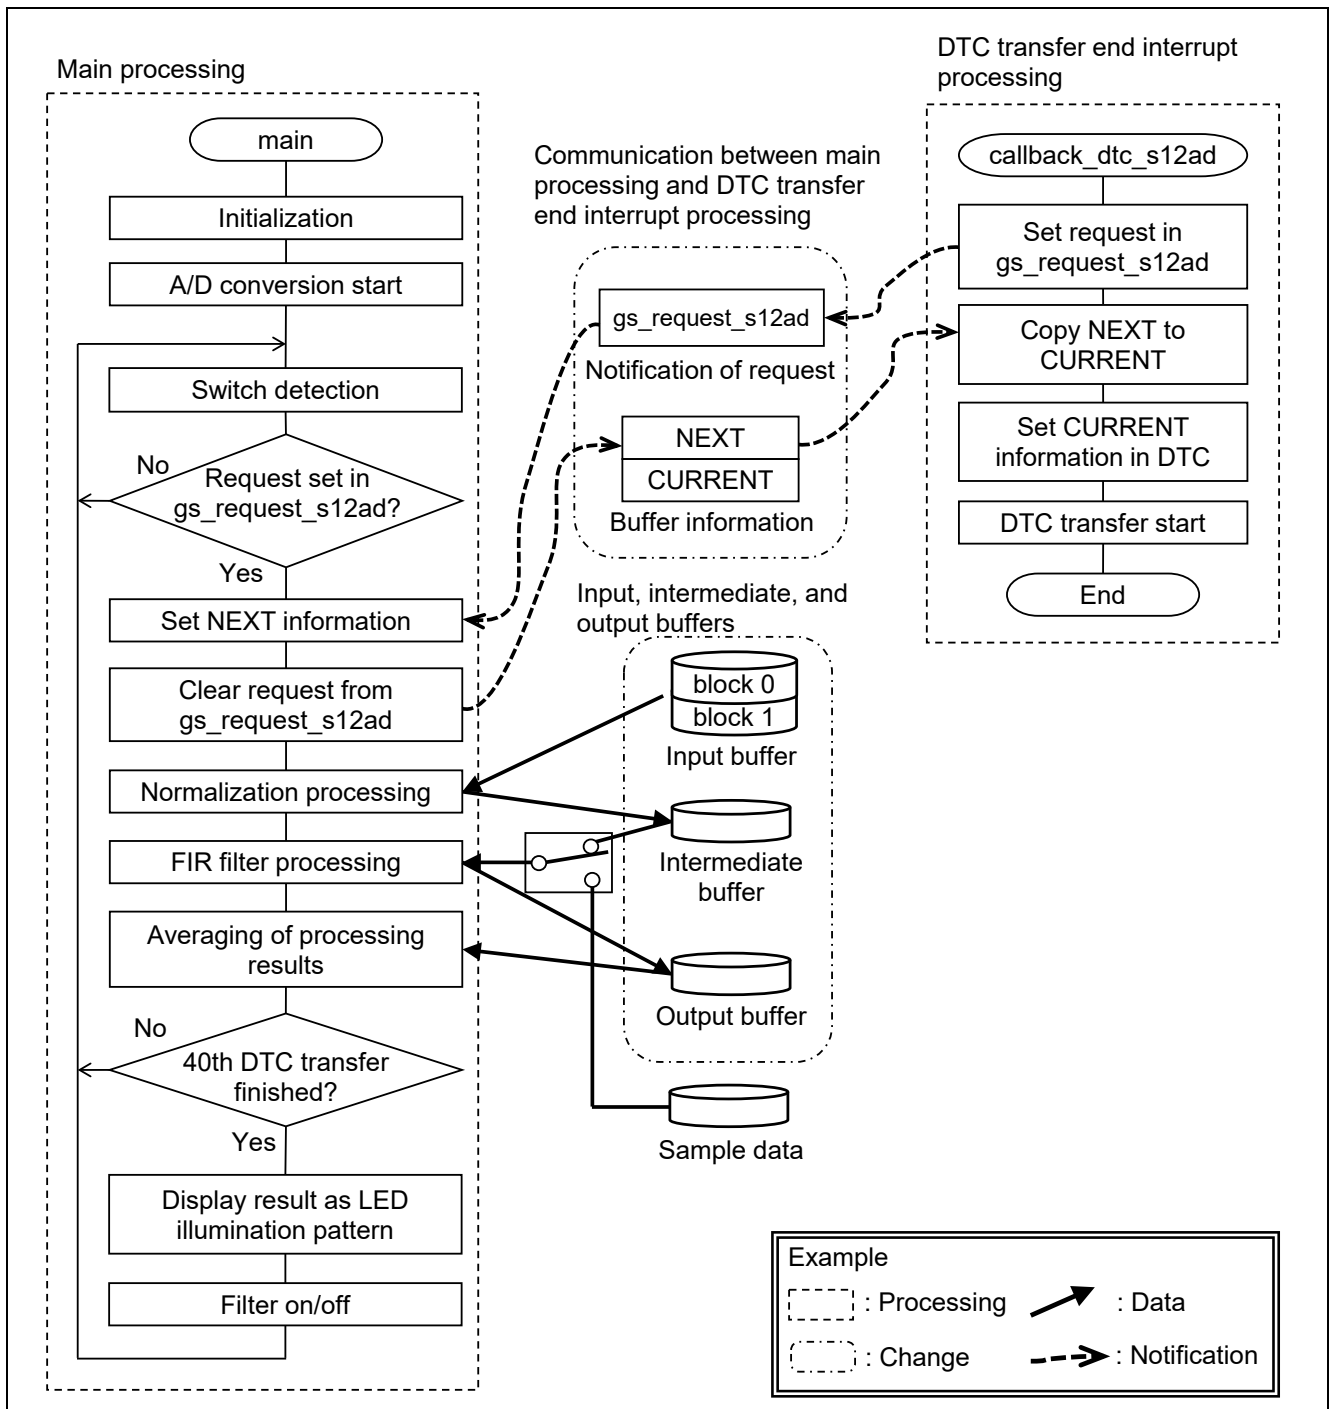 Main processing
main
Initialization
A/D conversion start
Switch detection
No
Request set in
gs_request_s12ad?
Yes
Set NEXT information
Clear request from
gs_request_s12ad
Normalization processing
FIR filter processing
Averaging of processing
results
No
40th DTC transfer
finished?
Yes
Display result as LED
illumination pattern
Filter on/off
Communication between main
processing and DTC transfer
end interrupt processing
gs_request_s12ad
Notification of request
NEXT
CURRENT
Buffer information
Input, intermediate, and
output buffers
block 0
block 1
Input buffer
Intermediate
buffer
Output buffer
Sample data
DTC transfer end interrupt
processing
callback_dtc_s12ad
Set request in
gs_request_s12ad
Copy NEXT to
CURRENT
Set CURRENT
information in DTC
DTC transfer start
End
Example
: Processing
: Data
: Change
: Notification